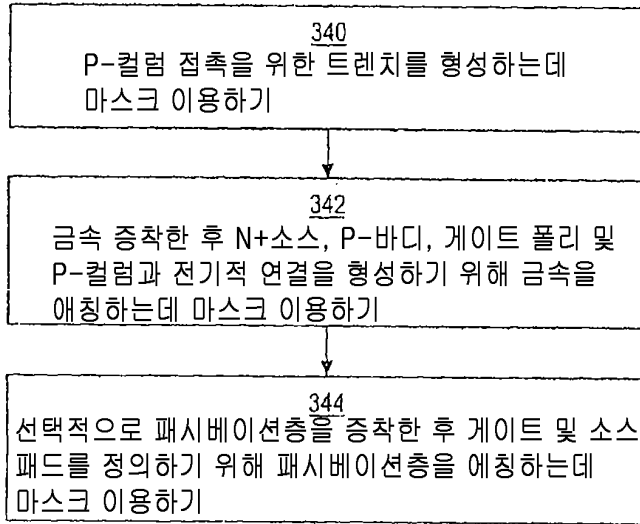 340
P-컬럼 접촉을 위한 트렌치를 형성하는데
마스크 이용하기
342
금속 증착한 후 N+소스, P-바디, 게이트 폴리 및
P-컬럼과 전기적 연결을 형성하기 위해 금속을
애칭하는데 마스크 이용하기
344
선택적으로 패시베이션층을 증착한 후 게이트 및 소스
패드를 정의하기 위해 패시베이션층을 에칭하는데
마스크 이용하기